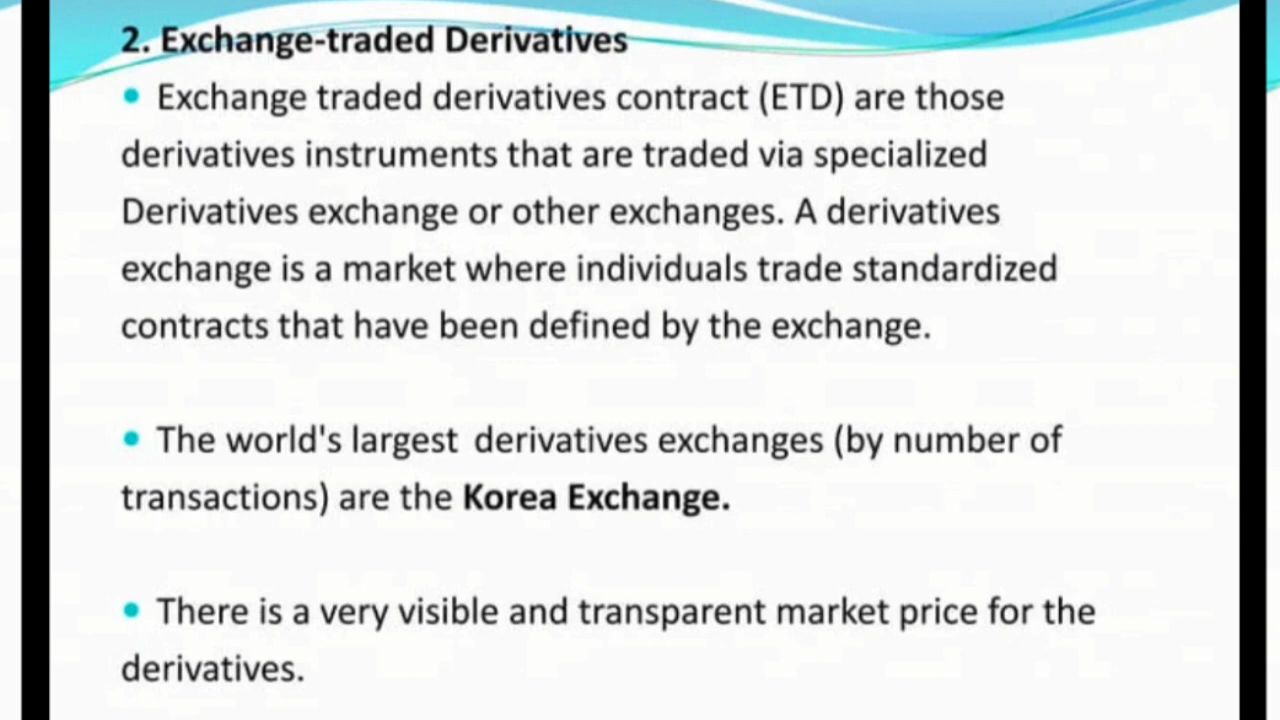 2. Exchange-traded Derivatives
• Exchange traded derivatives contract (ETD) are those
derivatives instruments that are traded via specialized
Derivatives exchange or other exchanges. A derivatives
exchange is a market where individuals trade standardized
contracts that have been defined by the exchange.
• The world's largest derivatives exchanges (by number of
transactions) are the Korea Exchange.
• There is a very visible and transparent market price for the
derivatives.